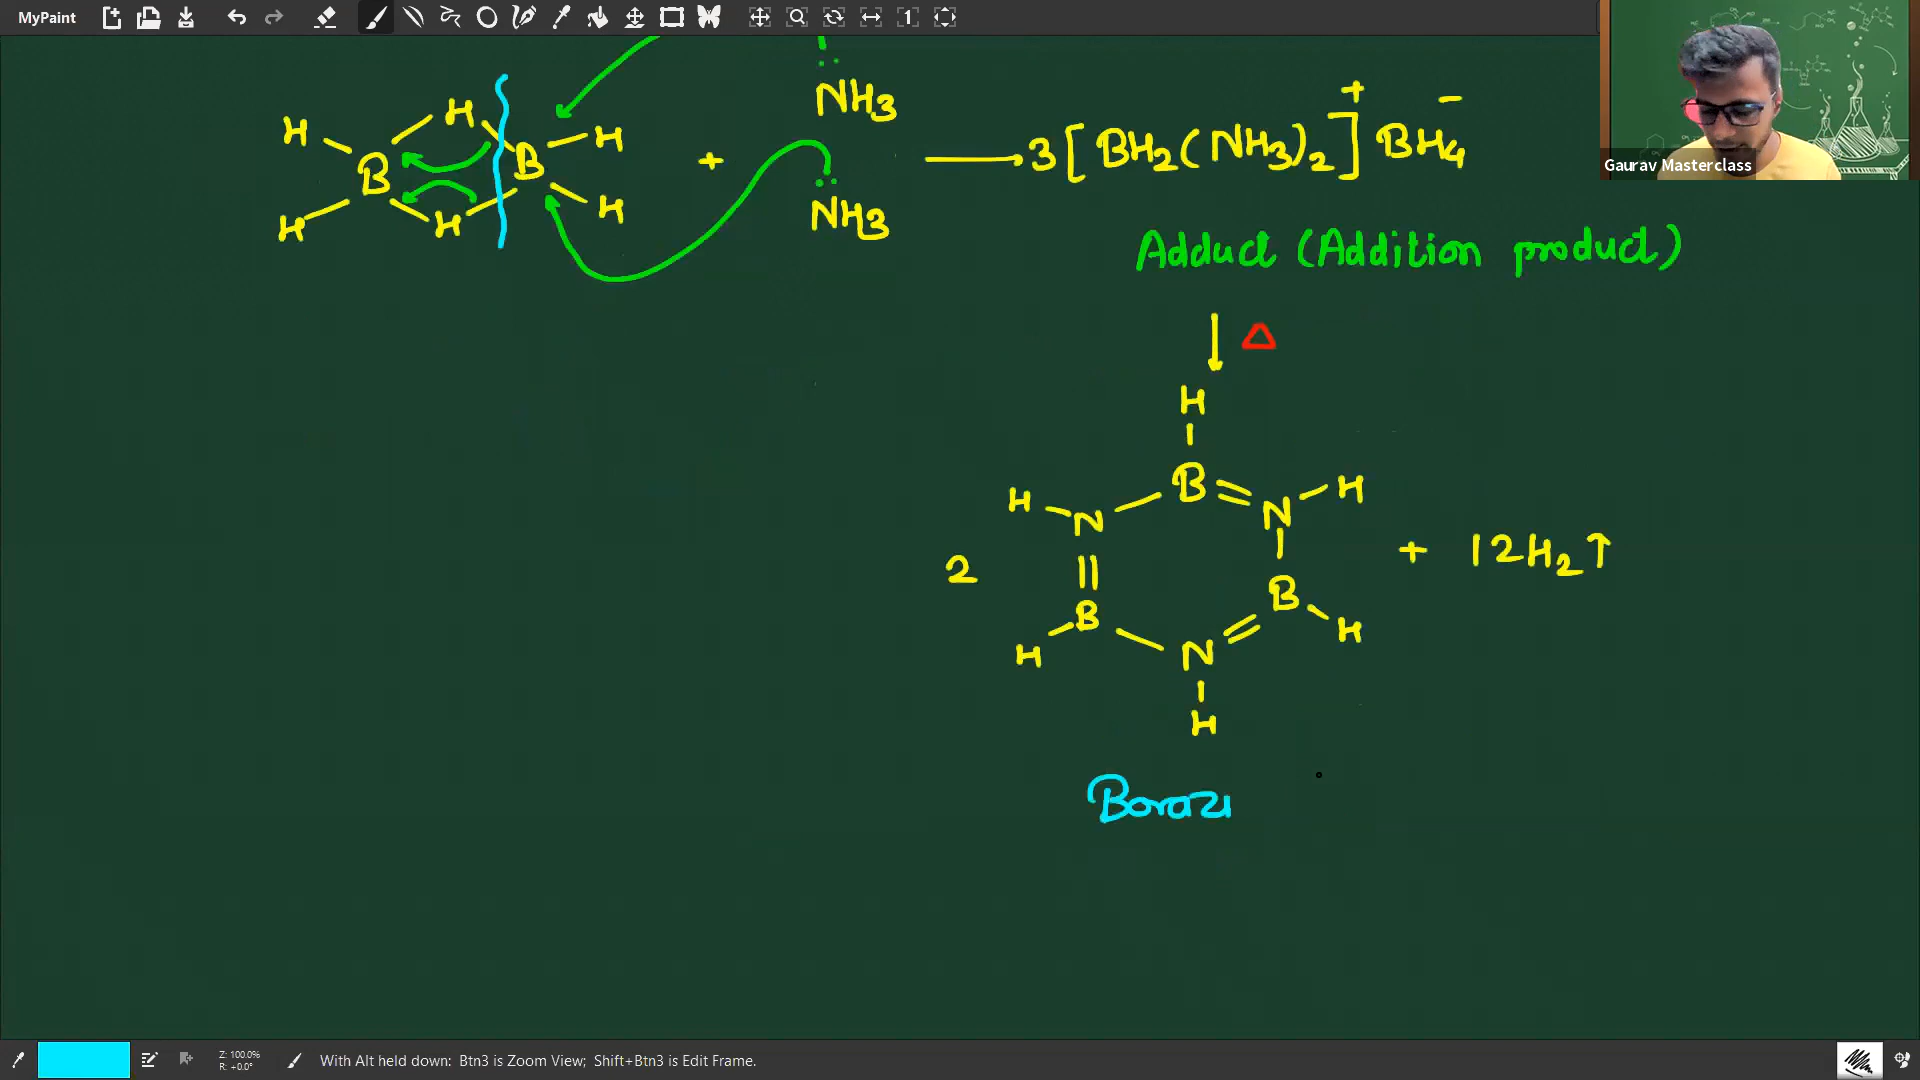 MyPaint
NH3
H H H
B B
H H H
+
NH3
3[BH2(NH3)2]+ BH4-
Gaurav Masterclass
Adduct (Addition product)
Δ
H
B
H N N H
2
+ 12H2↑
B B
H N H
H
Borazi
Z: 100.0%
R: +0.0°
With Alt held down: Btn3 is Zoom View; Shift+Btn3 is Edit Frame.